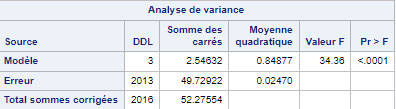 Analyse de variance
Source DDL Somme des carrés Moyenne quadratique Valeur F Pr > F
Modèle 3 2.54632 0.84877 34.36 <.0001
Erreur 2013 49.72922 0.02470
Total sommes corrigées 2016 52.27554